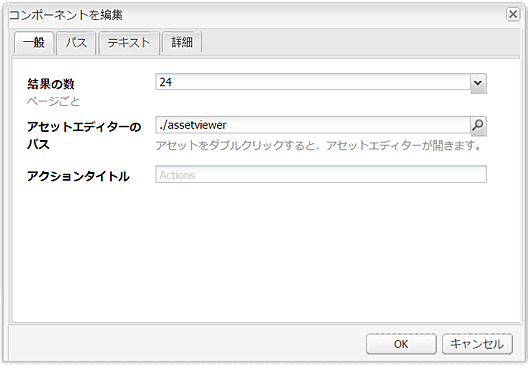 コンポーネントを編集
一般 パス テキスト 詳細
結果の数 24
ページごと
アセットエディターの ./assetviewer
パス アセットをダブルクリックすると、アセットエディターが開きます。
アクションタイトル Actions
OK キャンセル